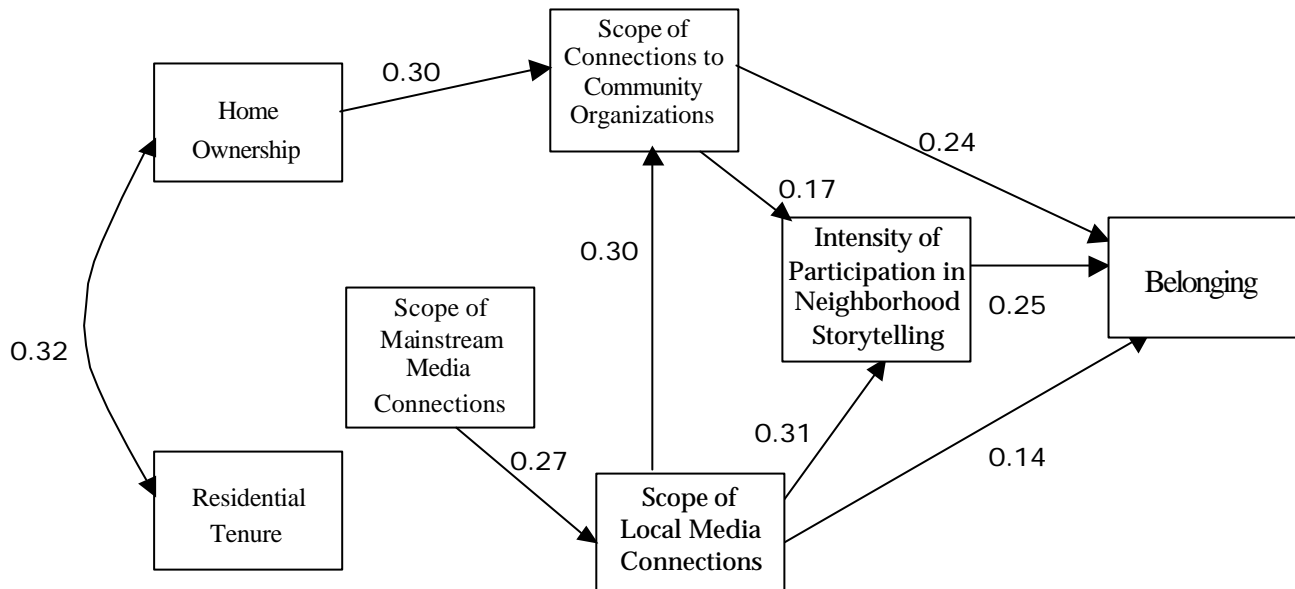 Scope of
Connections to
Community
Organizations
0.30
Home
Ownership
0.24
0.17
Intensity of
Participation in
Neighborhood
Storytelling
Belonging
0.30
0.25
Scope of
Mainstream
Media
Connections
0.32
0.31
0.14
0.27
Residential
Tenure
Scope of
Local Media
Connections